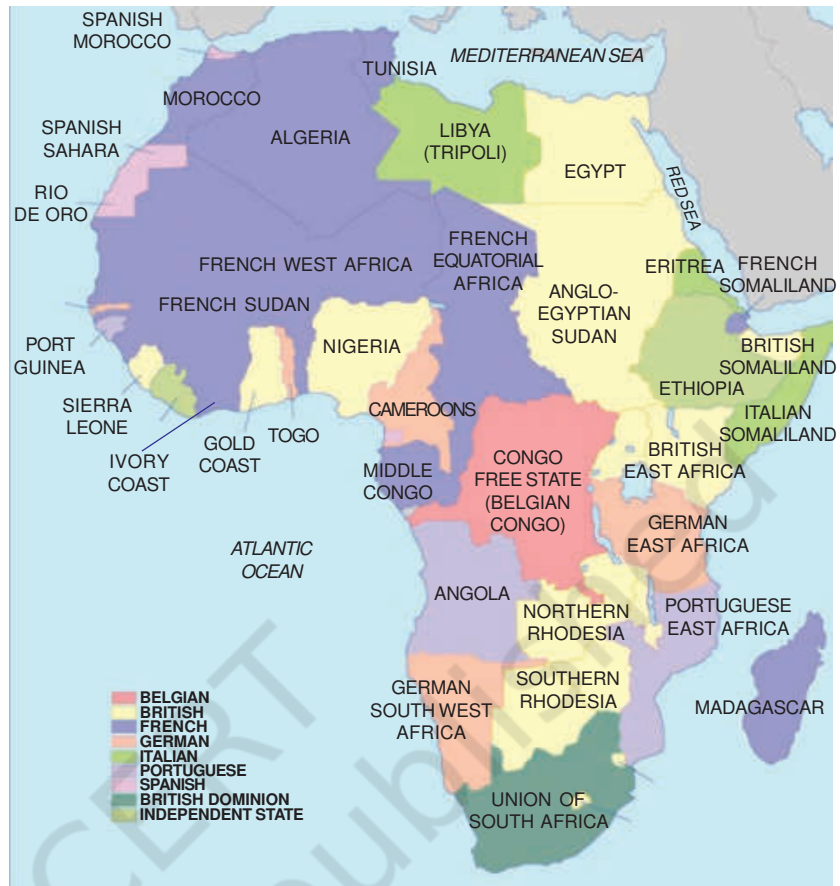 SPANISH
MOROCCO
MEDITERRANEAN SEA
TUNISIA
MOROCCO
ALGERIA
LIBYA
(TRIPOLI)
SPANISH
SAHARA
EGYPT
RIO
DE ORO
RED SEA
FRENCH WEST AFRICA
FRENCH
EQUATORIAL
AFRICA
ERITREA
FRENCH
SOMALILAND
FRENCH SUDAN
ANGLO-
EGYPTIAN
SUDAN
PORT
GUINEA
NIGERIA
BRITISH
SOMALILAND
ETHIOPIA
SIERRA
LEONE
CAMEROONS
ITALIAN
SOMALILAND
IVORY
COAST
GOLD
COAST
TOGO
BRITISH
EAST AFRICA
MIDDLE
CONGO
CONGO
FREE STATE
(BELGIAN
CONGO)
GERMAN
EAST AFRICA
ATLANTIC
OCEAN
ANGOLA
NORTHERN
RHODESIA
PORTUGUESE
EAST AFRICA
GERMAN
SOUTH WEST
AFRICA
SOUTHERN
RHODESIA
MADAGASCAR
BELGIAN
BRITISH
FRENCH
GERMAN
ITALIAN
PORTUGUESE
SPANISH
BRITISH DOMINION
INDEPENDENT STATE
UNION OF
SOUTH AFRICA
CERT
published